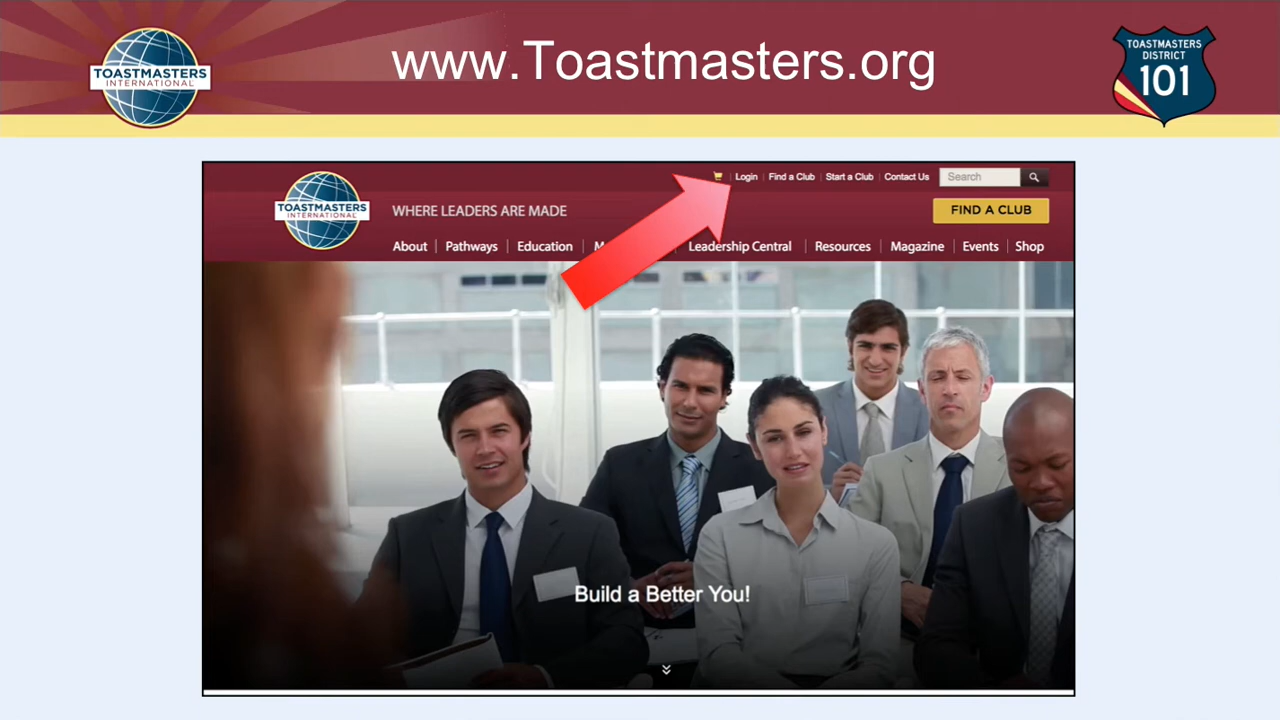 TOASTMASTERS
INTERNATIONAL
www.Toastmasters.org
TOASTMASTERS
DISTRICT
101
Login | Find a Club | Start a Club | Contact Us
Search
TOASTMASTERS
INTERNATIONAL
WHERE LEADERS ARE MADE
FIND A CLUB
About | Pathways | Education | Leadership Central | Resources | Magazine | Events | Shop
Build a Better You!